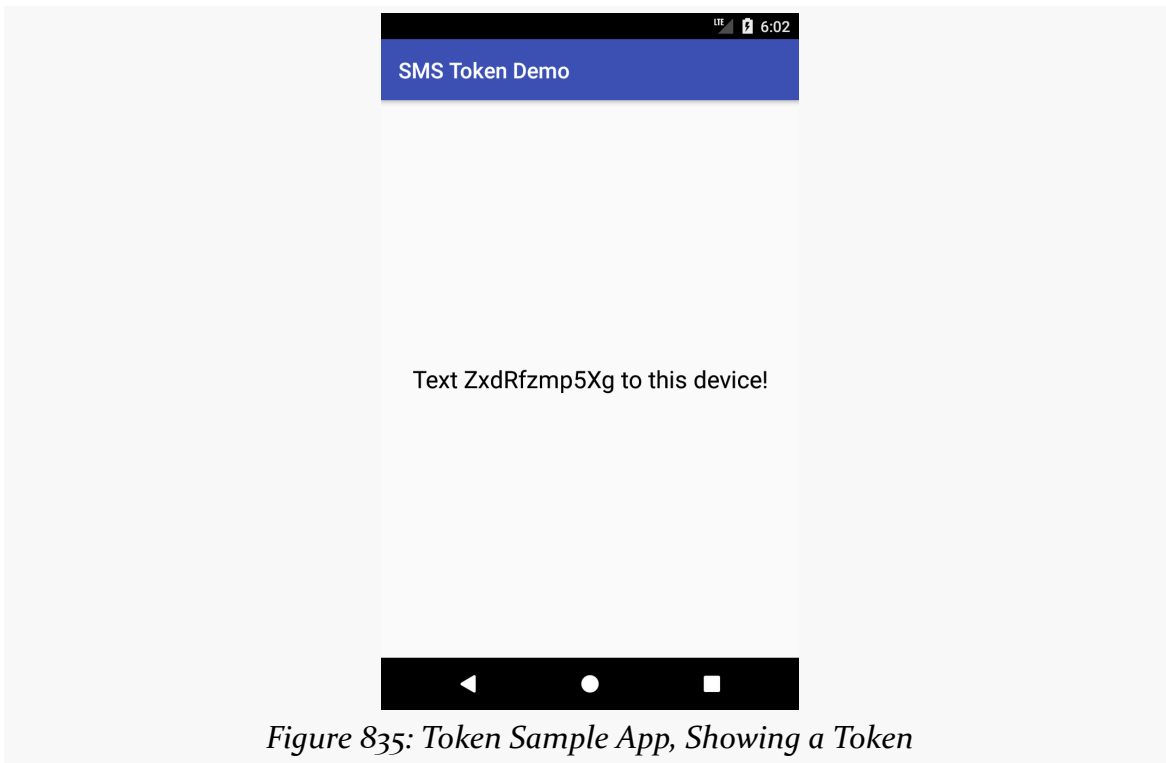 LTE 6:02
SMS Token Demo
Text ZxdRfzmp5Xg to this device!
Figure 835: Token Sample App, Showing a Token